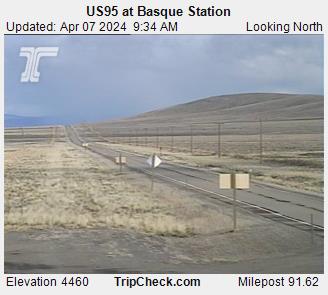 US95 at Basque Station
Updated: Apr 07 2024 9:34 AM Looking North
Elevation 4460 TripCheck.com Milepost 91.62